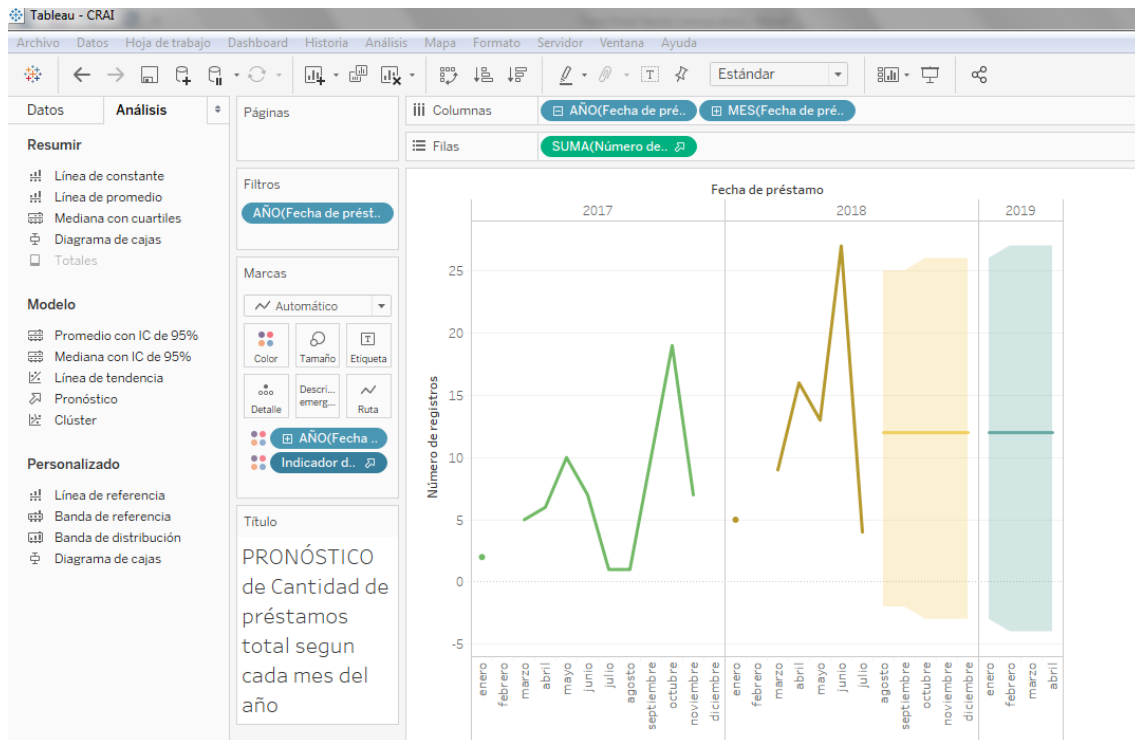 Tableau - CRAI
Archivo Datos Hoja de trabajo Dashboard Historia Análisis Mapa Formato Servidor Ventana Ayuda
T Estándar
Datos Análisis
Resumir
Línea de constante
Línea de promedio
Mediana con cuartiles
Diagrama de cajas
Totales
Modelo
Promedio con IC de 95%
Mediana con IC de 95%
Línea de tendencia
Pronóstico
Clúster
Personalizado
Línea de referencia
Banda de referencia
Banda de distribución
Diagrama de cajas
Páginas
Filtros
AÑO(Fecha de prést..
Marcas
Automático
Color Tamaño Etiqueta
Detalle Descri... emerg... Ruta
AÑO(Fecha ..
Indicador d..
Título
PRONÓSTICO
de Cantidad de
préstamos
total segun
cada mes del
año
Columnas AÑO(Fecha de pré.. MES(Fecha de pré..
Filas SUMA(Número de..
Fecha de préstamo
2017 2018 2019
Número de registros
25
20
15
10
5
0
-5
enero febrero marzo abril mayo junio julio agosto septiembre octubre noviembre diciembre enero febrero marzo abril mayo junio julio agosto septiembre octubre noviembre diciembre enero febrero marzo abril